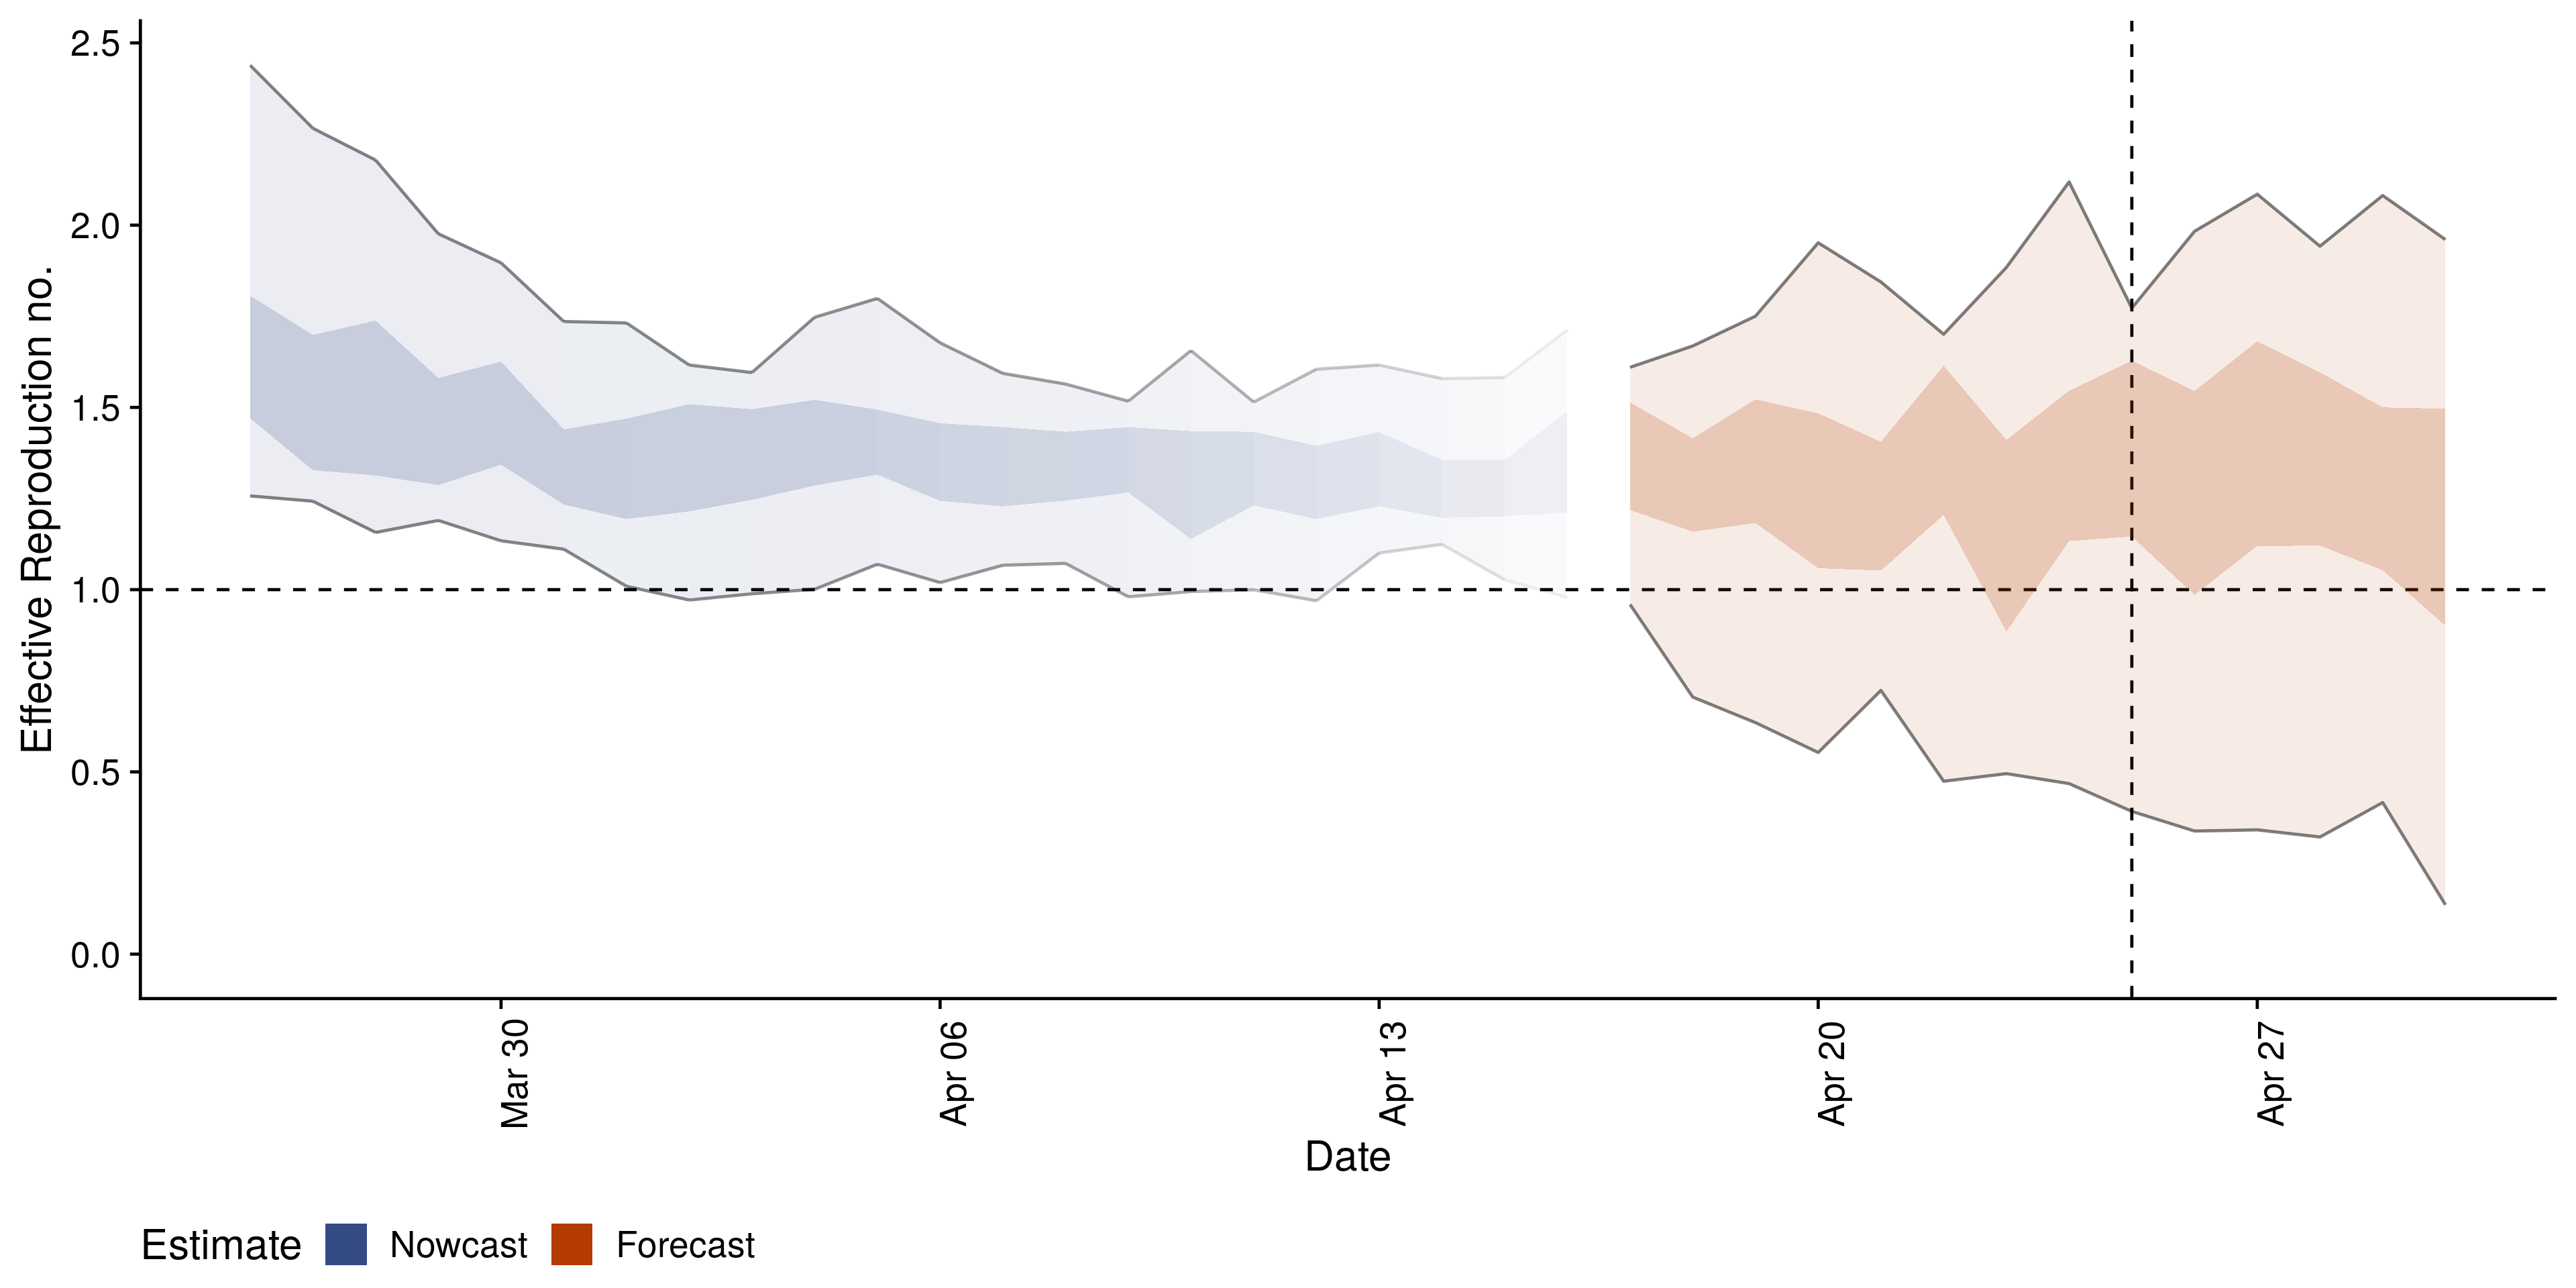 Effective Reproduction no.
2.5
2.0
1.5
1.0
0.5
0.0
Mar 30
Apr 06
Apr 13
Apr 20
Apr 27
Date
Estimate Nowcast Forecast